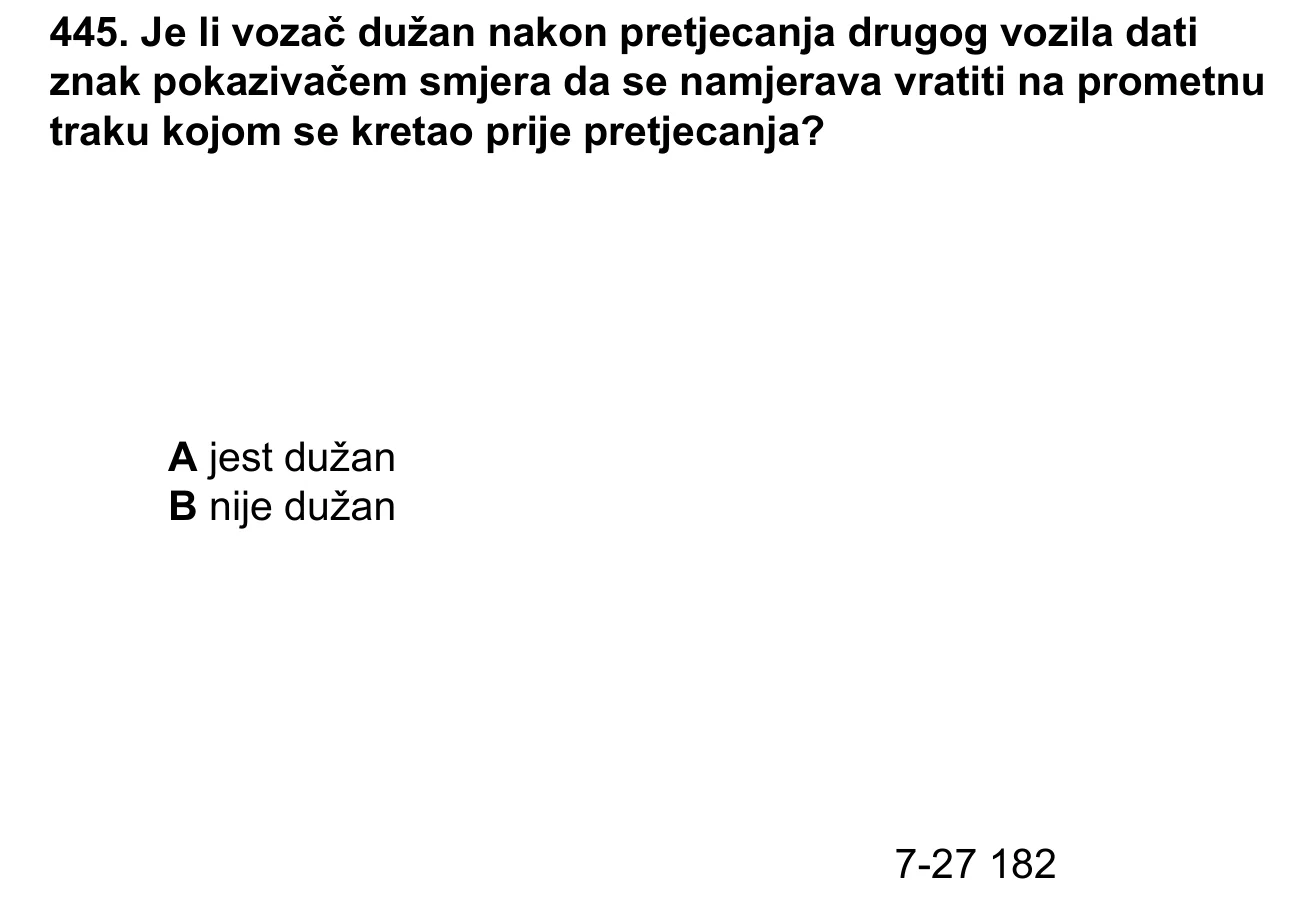 445. Je li vozač dužan nakon pretjecanja drugog vozila dati
znak pokazivačem smjera da se namjerava vratiti na prometnu
traku kojom se kretao prije pretjecanja?
A jest dužan
B nije dužan
7-27 182